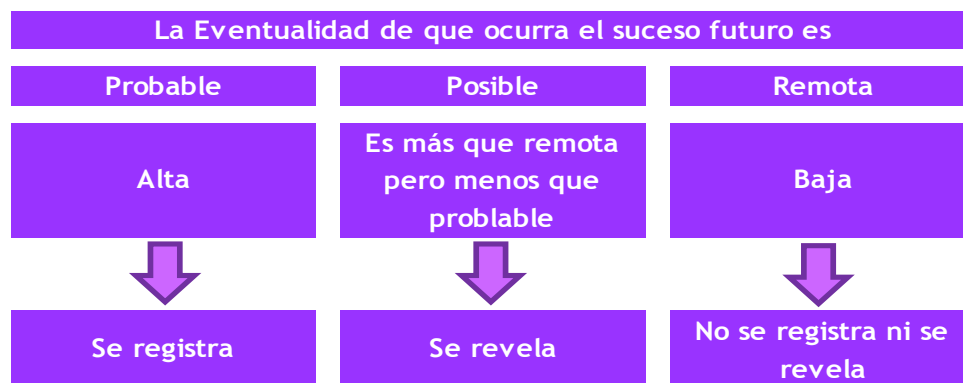 La Eventualidad de que ocurra el suceso futuro es
Probable
Posible
Remota
Alta
Es más que remota
pero menos que
problable
Baja
Se registra
Se revela
No se registra ni se
revela